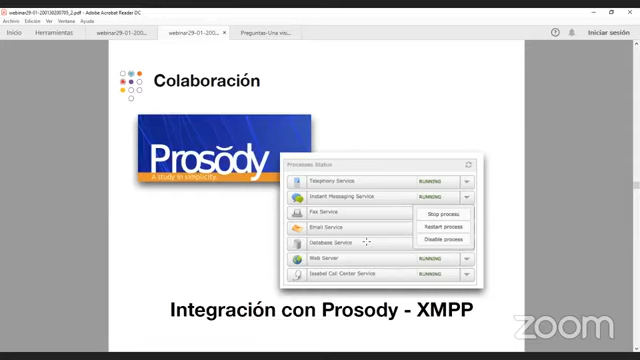 webinar29-01-200130200705_2.pdf - Adobe Acrobat Reader DC
Archivo Edición Ver Ventana Ayuda
Inicio Herramientas webinar29-01-20013... webinar29-01-200... × Preguntas-Una visi... Iniciar sesión
Colaboración
Prosŏdy
A study in simplicity.
Processes Status
Telephony Service RUNNING
Instant Messaging Service RUNNING
Fax Service
Stop process
Email Service
Restart process
Database Service
Disable process
Web Server RUNNING
Issabel Call Center Service RUNNING
Integración con Prosody - XMPP
zoom